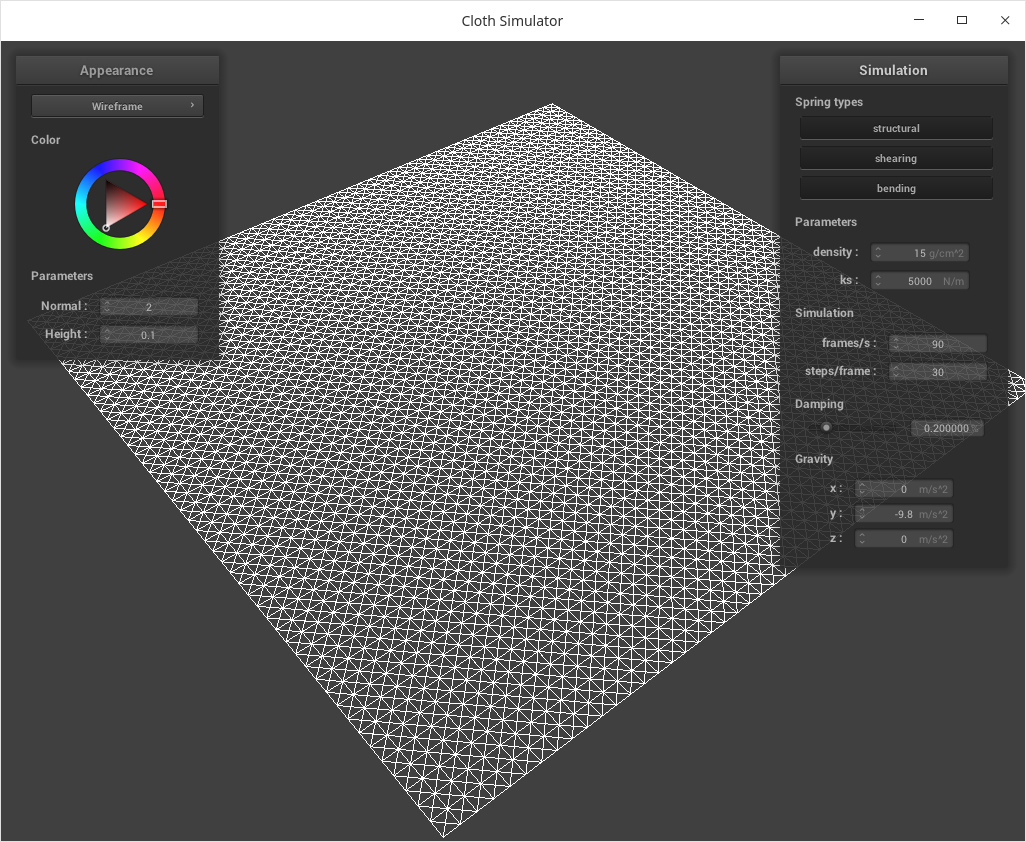 Cloth Simulator
Appearance
Wireframe
Color
Parameters
Normal : 2
Height : 0.1
Simulation
Spring types
structural
shearing
bending
Parameters
density : 15 g/cm^2
ks : 5000 N/m
Simulation
frames/s : 90
steps/frame : 30
Damping
0.200000 %
Gravity
x : 0 m/s^2
y : -9.8 m/s^2
z : 0 m/s^2